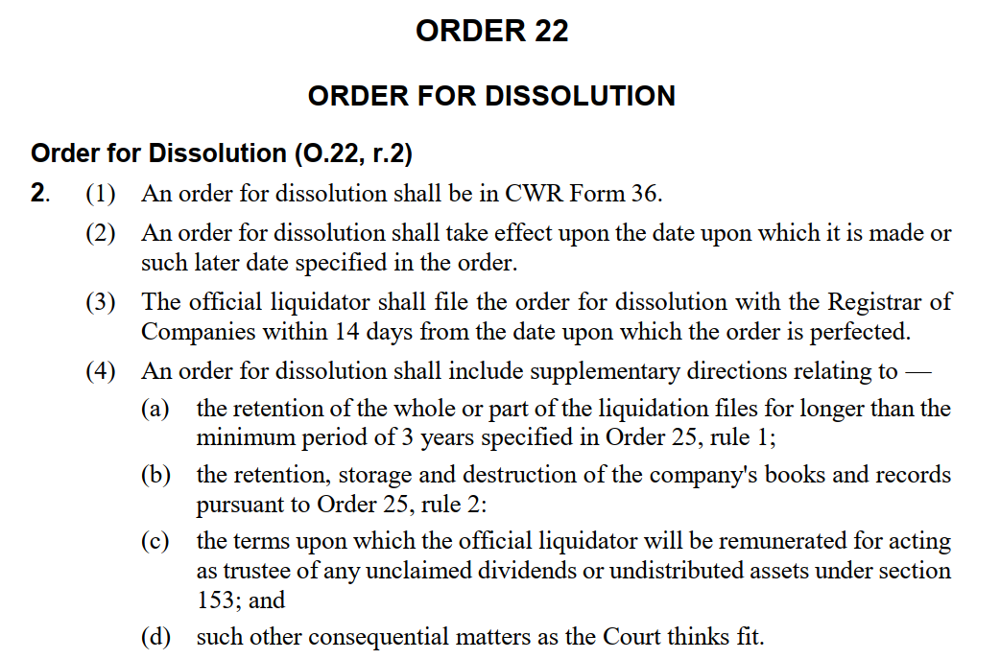 ORDER 22
ORDER FOR DISSOLUTION
Order for Dissolution (O.22, r.2)
2. (1) An order for dissolution shall be in CWR Form 36.
(2) An order for dissolution shall take effect upon the date upon which it is made or
such later date specified in the order.
(3) The official liquidator shall file the order for dissolution with the Registrar of
Companies within 14 days from the date upon which the order is perfected.
(4) An order for dissolution shall include supplementary directions relating to —
(a) the retention of the whole or part of the liquidation files for longer than the
minimum period of 3 years specified in Order 25, rule 1;
(b) the retention, storage and destruction of the company's books and records
pursuant to Order 25, rule 2:
(c) the terms upon which the official liquidator will be remunerated for acting
as trustee of any unclaimed dividends or undistributed assets under section
153; and
(d) such other consequential matters as the Court thinks fit.